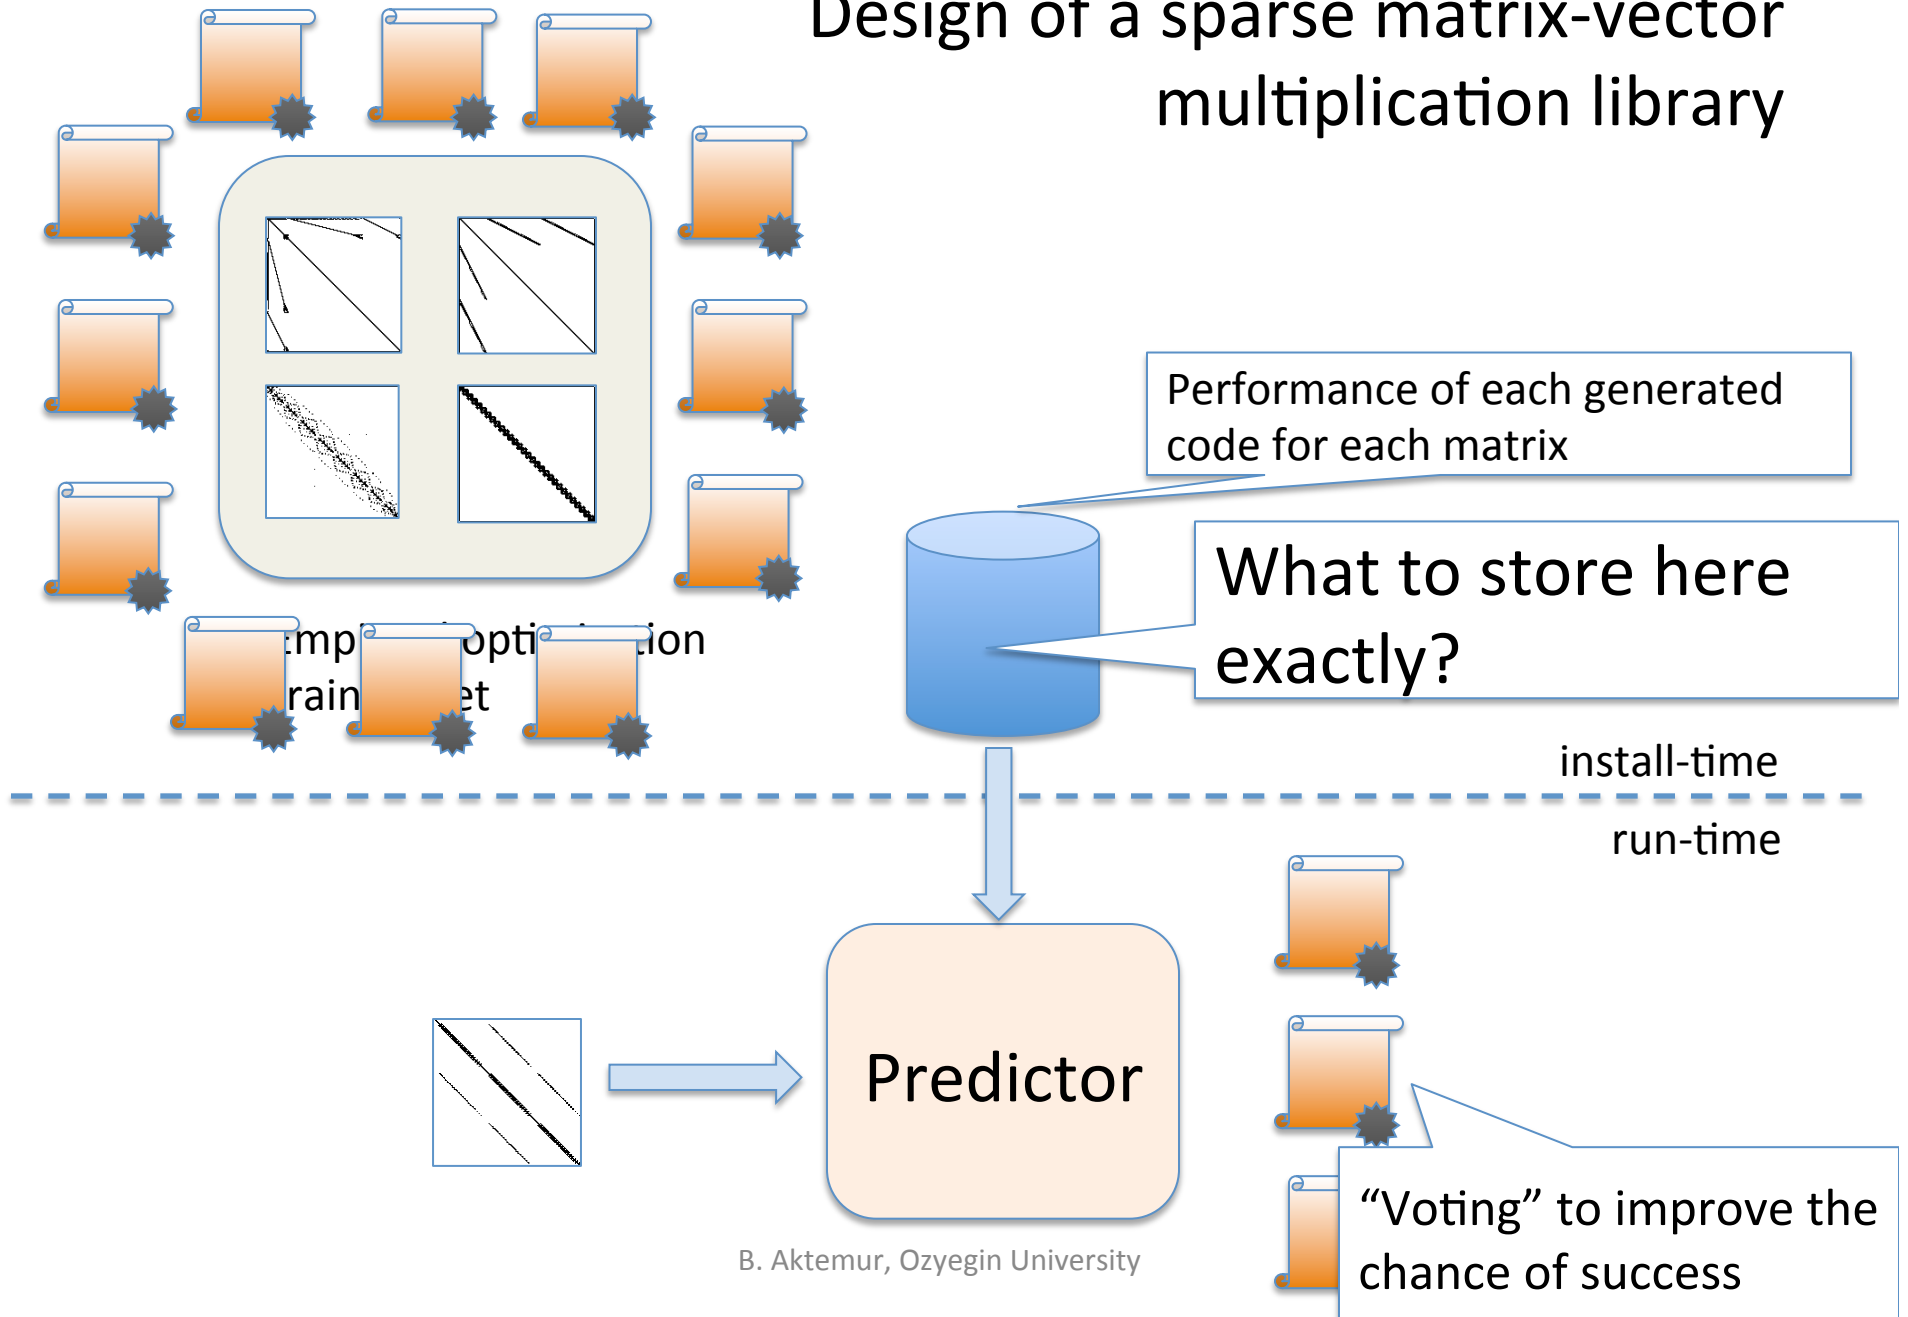 Design of a sparse matrix-vector
multiplication library
Performance of each generated
code for each matrix
What to store here
exactly?
install-time
run-time
Predictor
“Voting” to improve the
chance of success
B. Aktemur, Ozyegin University